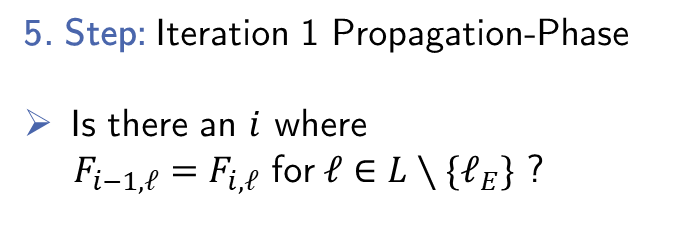 5. Step: Iteration 1 Propagation-Phase
➢ Is there an i where
F_{i−1,ℓ} = F_{i,ℓ} for ℓ ∈ L \ {ℓ_E} ?